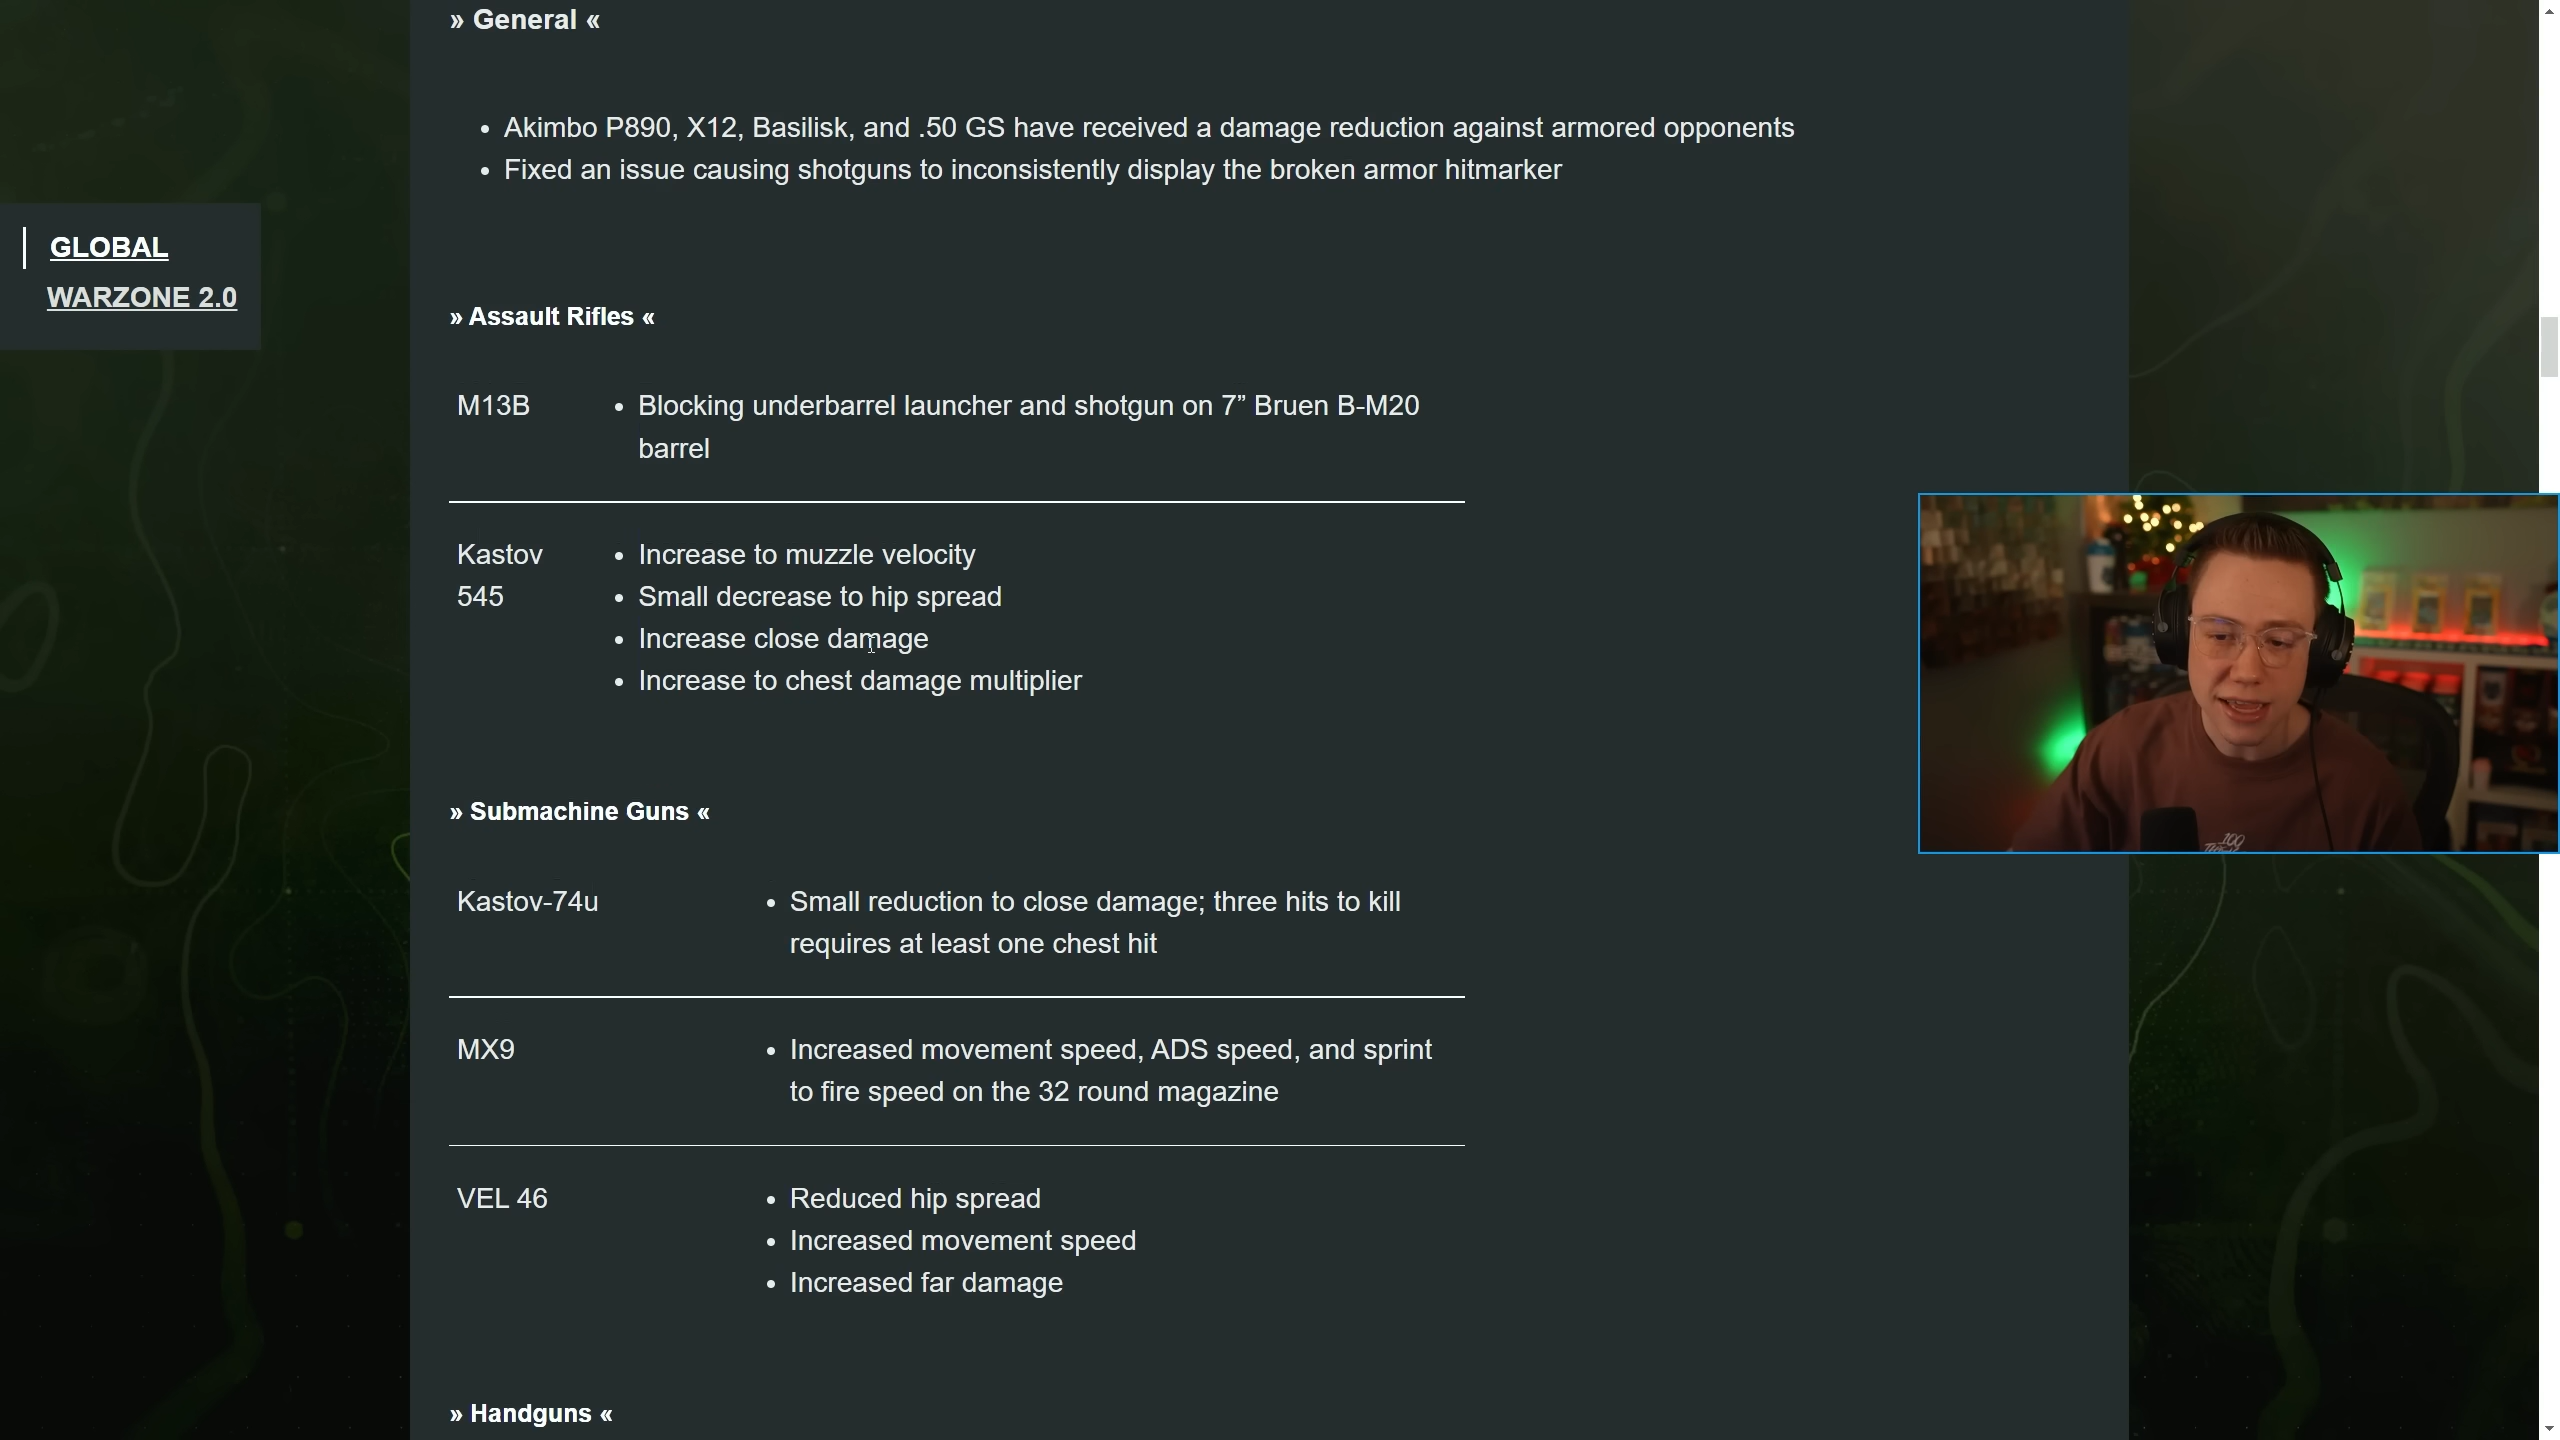 » General «
• Akimbo P890, X12, Basilisk, and .50 GS have received a damage reduction against armored opponents
• Fixed an issue causing shotguns to inconsistently display the broken armor hitmarker
GLOBAL
WARZONE 2.0
» Assault Rifles «
M13B
• Blocking underbarrel launcher and shotgun on 7” Bruen B-M20
barrel
Kastov
545
• Increase to muzzle velocity
• Small decrease to hip spread
• Increase close damage
• Increase to chest damage multiplier
» Submachine Guns «
Kastov-74u
• Small reduction to close damage; three hits to kill
requires at least one chest hit
MX9
• Increased movement speed, ADS speed, and sprint
to fire speed on the 32 round magazine
VEL 46
• Reduced hip spread
• Increased movement speed
• Increased far damage
» Handguns «
100